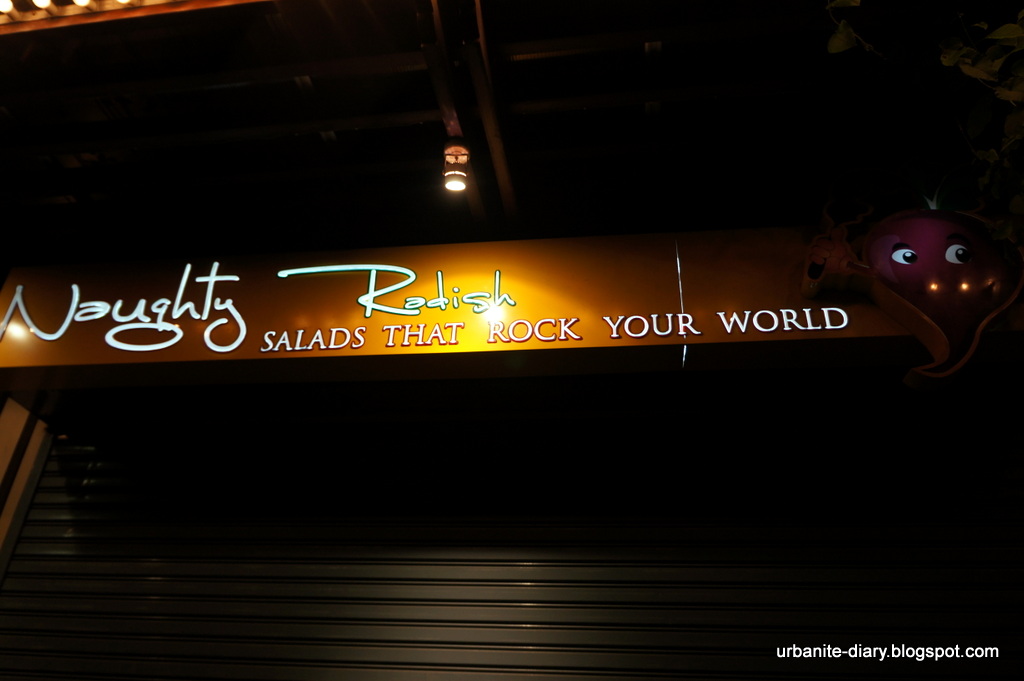 Naughty Radish
SALADS THAT ROCK YOUR WORLD
urbanite-diary.blogspot.com